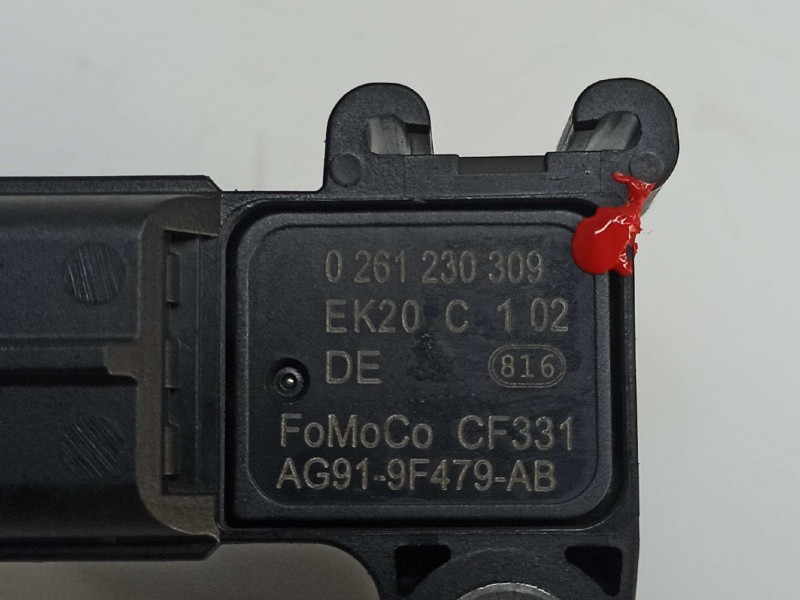 0 261 230 309
EK20 C 1 02
DE 816
FoMoCo CF331
AG91-9F479-AB